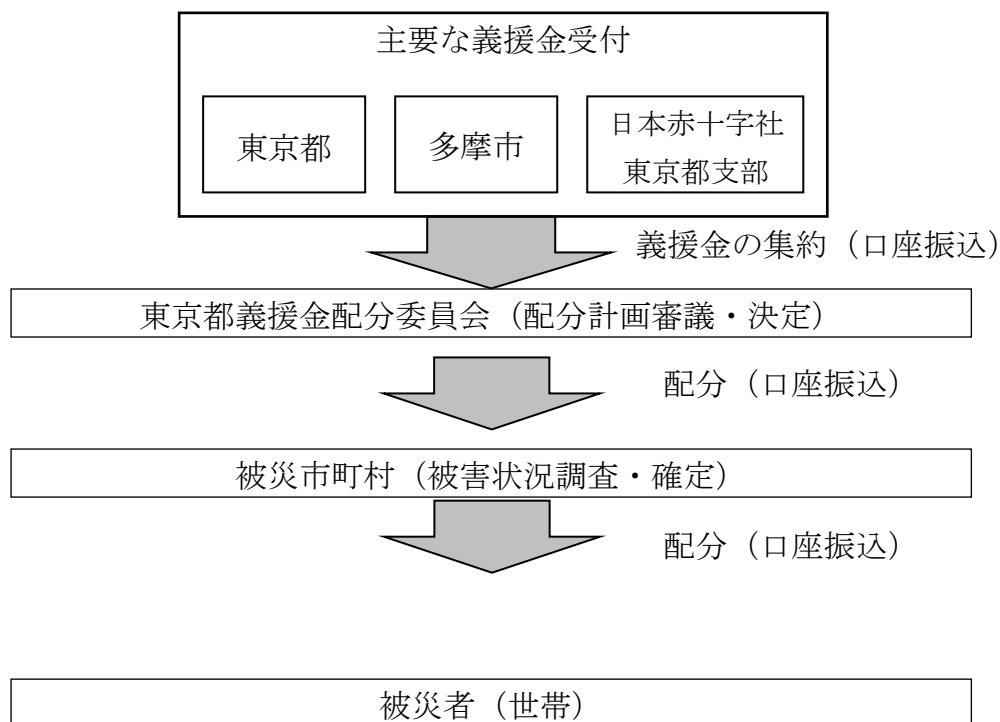 主要な義援金受付
東京都
多摩市
日本赤十字社
東京都支部
義援金の集約（口座振込）
東京都義援金配分委員会（配分計画審議・決定）
配分（口座振込）
被災市町村（被害状況調査・確定）
配分（口座振込）
被災者（世帯）